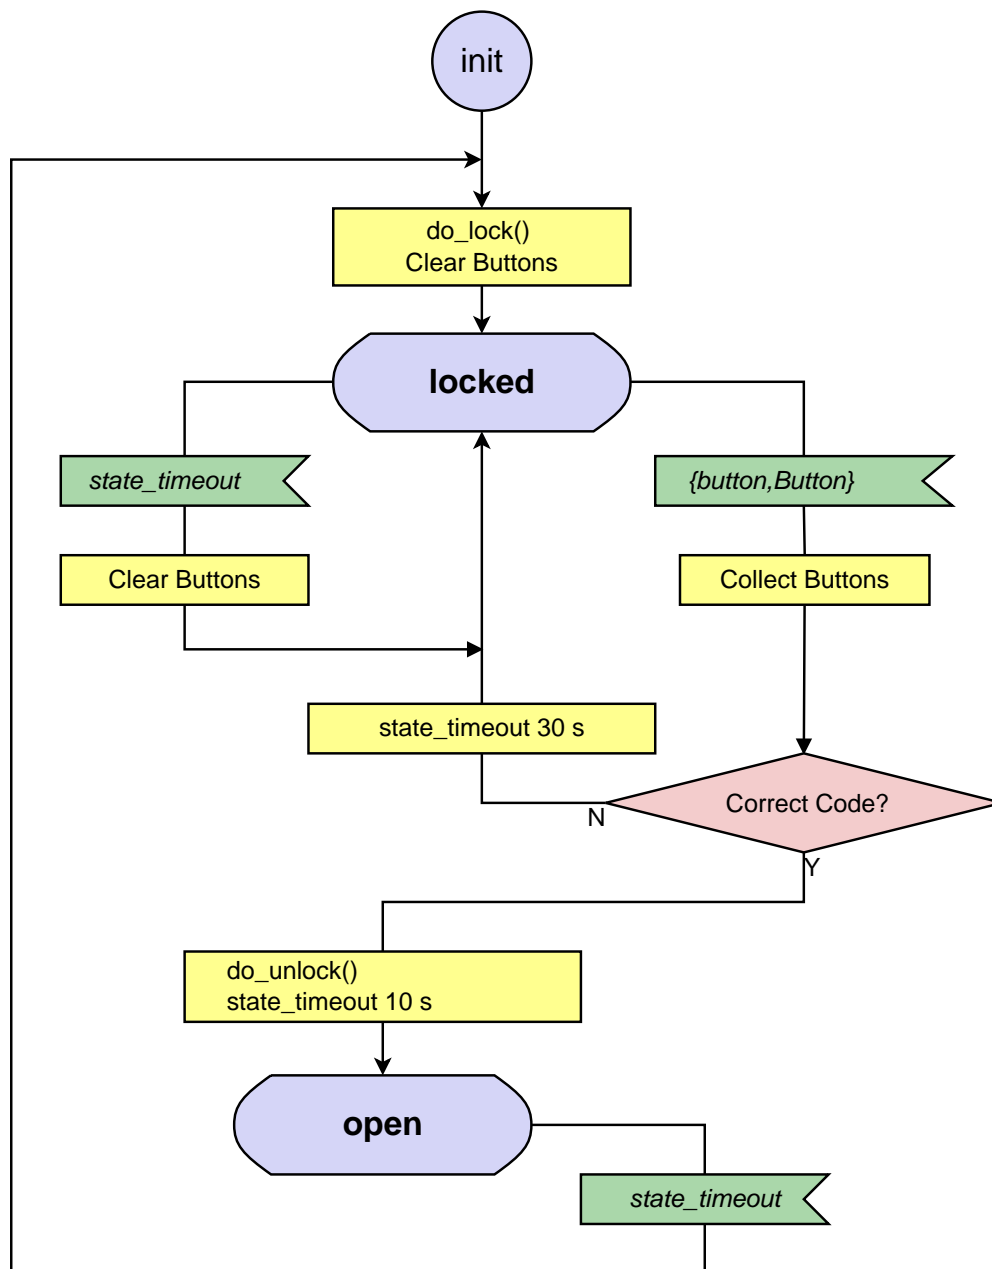 init
do_lock()
Clear Buttons
locked
state_timeout
{button,Button}
Clear Buttons
Collect Buttons
state_timeout 30 s
Correct Code?
N
Y
do_unlock()
state_timeout 10 s
open
state_timeout